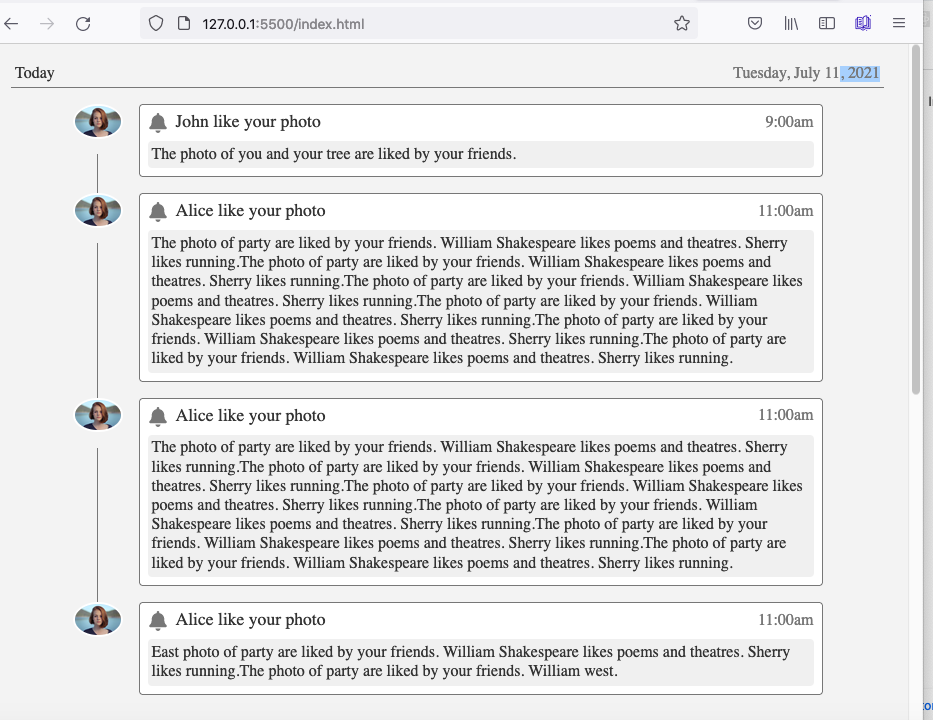 127.0.0.1:5500/index.html
Today
Tuesday, July 11, 2021
John like your photo
9:00am
The photo of you and your tree are liked by your friends.
Alice like your photo
11:00am
The photo of party are liked by your friends. William Shakespeare likes poems and theatres. Sherry
likes running.The photo of party are liked by your friends. William Shakespeare likes poems and
theatres. Sherry likes running.The photo of party are liked by your friends. William Shakespeare likes
poems and theatres. Sherry likes running.The photo of party are liked by your friends. William
Shakespeare likes poems and theatres. Sherry likes running.The photo of party are liked by your
friends. William Shakespeare likes poems and theatres. Sherry likes running.The photo of party are
liked by your friends. William Shakespeare likes poems and theatres. Sherry likes running.
Alice like your photo
11:00am
The photo of party are liked by your friends. William Shakespeare likes poems and theatres. Sherry
likes running.The photo of party are liked by your friends. William Shakespeare likes poems and
theatres. Sherry likes running.The photo of party are liked by your friends. William Shakespeare likes
poems and theatres. Sherry likes running.The photo of party are liked by your friends. William
Shakespeare likes poems and theatres. Sherry likes running.The photo of party are liked by your
friends. William Shakespeare likes poems and theatres. Sherry likes running.The photo of party are
liked by your friends. William Shakespeare likes poems and theatres. Sherry likes running.
Alice like your photo
11:00am
East photo of party are liked by your friends. William Shakespeare likes poems and theatres. Sherry
likes running.The photo of party are liked by your friends. William west.